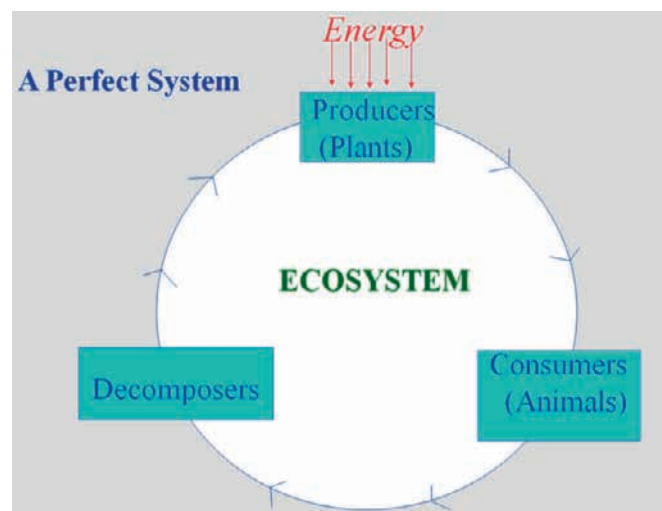 Energy
A Perfect System
Producers
(Plants)
ECOSYSTEM
Decomposers
Consumers
(Animals)